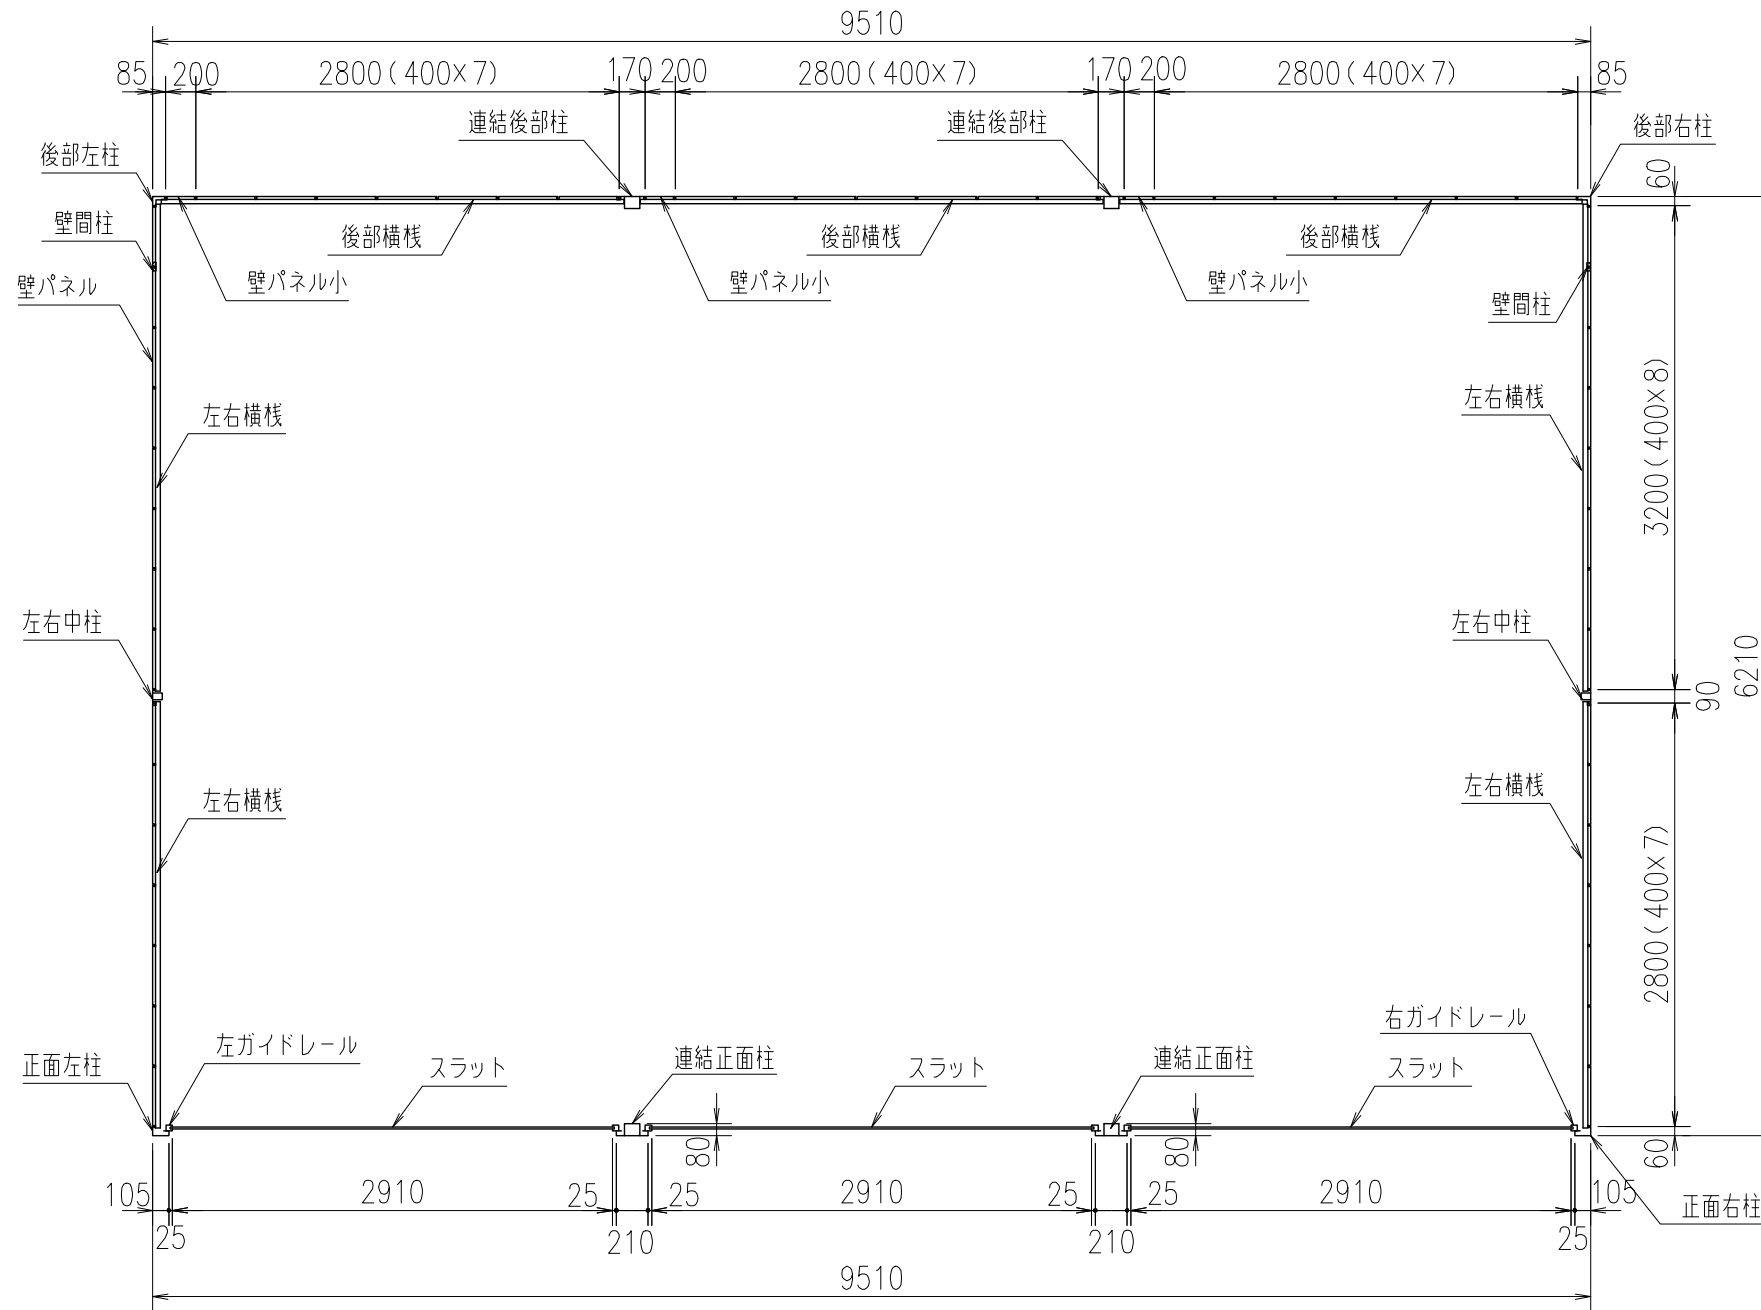 9510
85 200 2800(400×7) 170 200 2800(400×7) 170 200 2800(400×7) 85
連結後部柱 連結後部柱 後部右柱
後部左柱
60
壁間柱
後部横桟 後部横桟 後部横桟
壁パネル 壁パネル小 壁パネル小 壁パネル小
壁間柱
左右横桟 左右横桟
3200(400×8)
左右中柱 左右中柱
6210
90
左右横桟 左右横桟
2800(400×7)
右ガイドレール
左ガイドレール
正面左柱 スラット 連結正面柱 スラット 連結正面柱 スラット
80 80 60
105 2910 25 25 2910 25 25 2910 105
正面右柱
25 210 210 25
9510